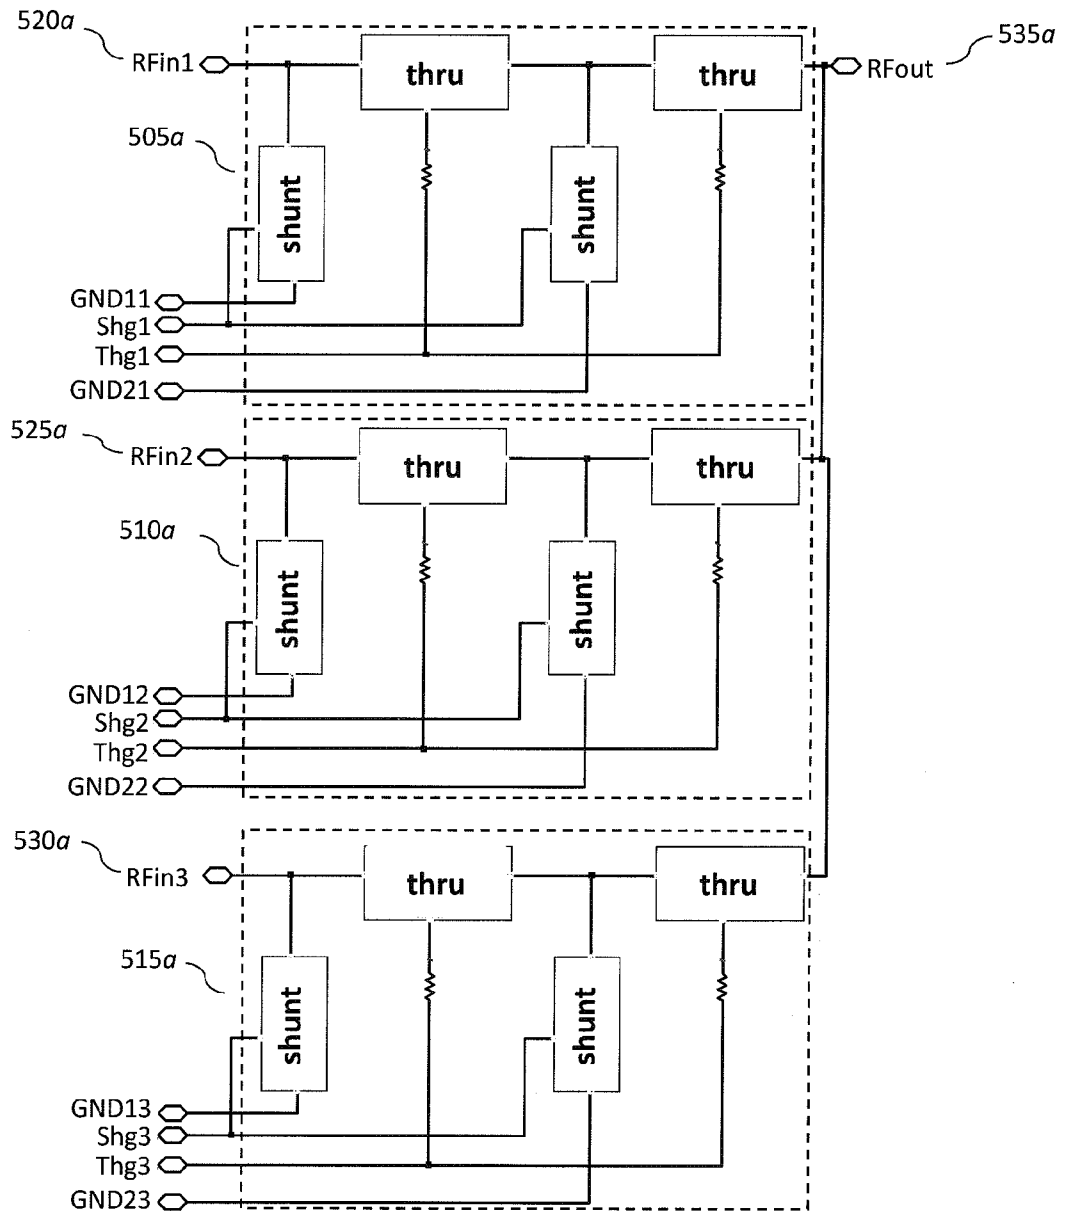 520a
RFin1
thru
thru
RFout
535a
505a
shunt
shunt
GND11
Shg1
Thg1
GND21
525a
RFin2
thru
thru
510a
shunt
shunt
GND12
Shg2
Thg2
GND22
530a
RFin3
thru
thru
515a
shunt
shunt
GND13
Shg3
Thg3
GND23